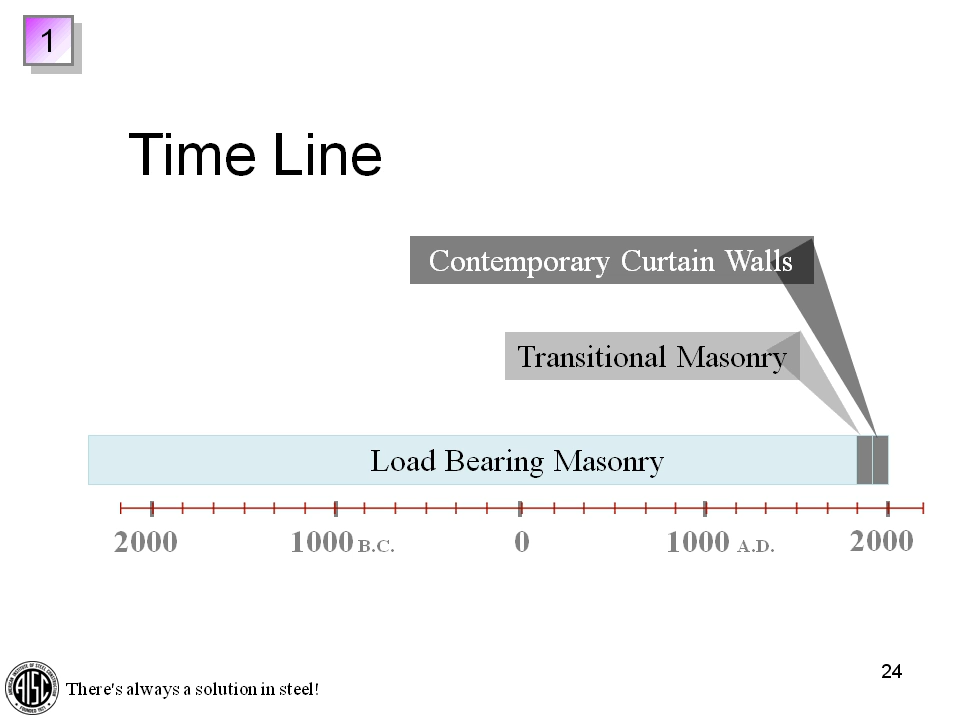 1
Time Line
Contemporary Curtain Walls
Transitional Masonry
Load Bearing Masonry
2000 1000 B.C. 0 1000 A.D. 2000
AISC
There's always a solution in steel!
24